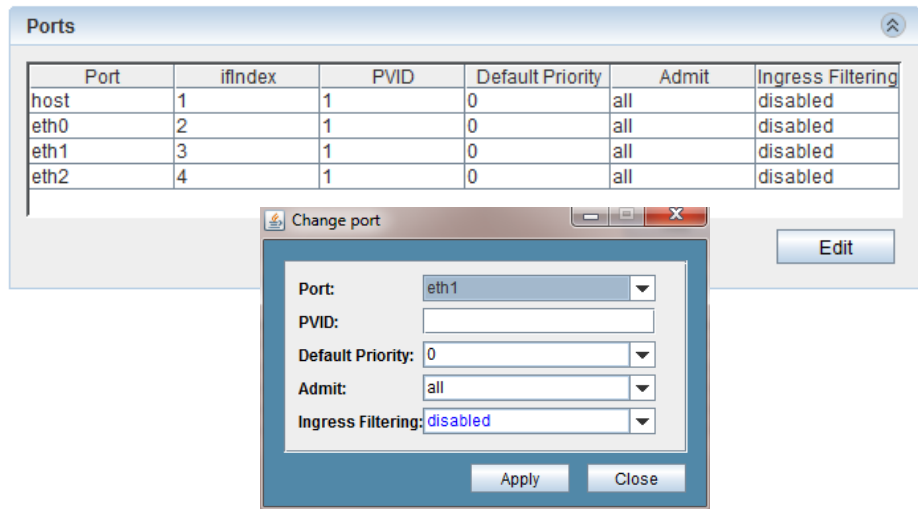 Ports
Port ifIndex PVID Default Priority Admit Ingress Filtering
host 1 1 0 all disabled
eth0 2 1 0 all disabled
eth1 3 1 0 all disabled
eth2 4 1 0 all disabled
Edit
Change port
Port: eth1
PVID:
Default Priority: 0
Admit: all
Ingress Filtering: disabled
Apply Close